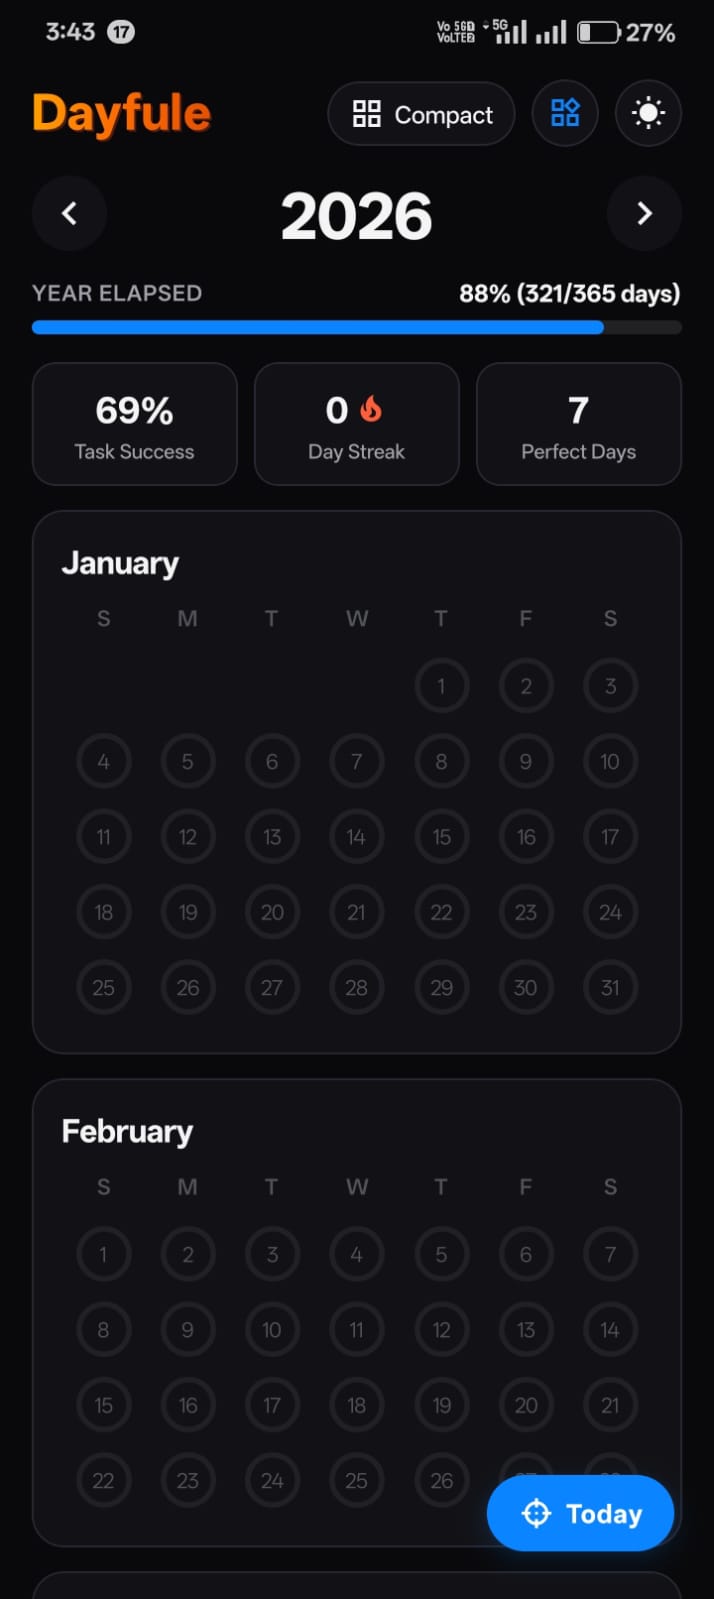 3:43 17 Vo 5GD VoLTE2 5G 27%
Dayfule Compact
2026
YEAR ELAPSED 88% (321/365 days)
69% 0 7
Task Success Day Streak Perfect Days
January
S M T W T F S
1 2 3
4 5 6 7 8 9 10
11 12 13 14 15 16 17
18 19 20 21 22 23 24
25 26 27 28 29 30 31
February
S M T W T F S
1 2 3 4 5 6 7
8 9 10 11 12 13 14
15 16 17 18 19 20 21
22 23 24 25 26
Today